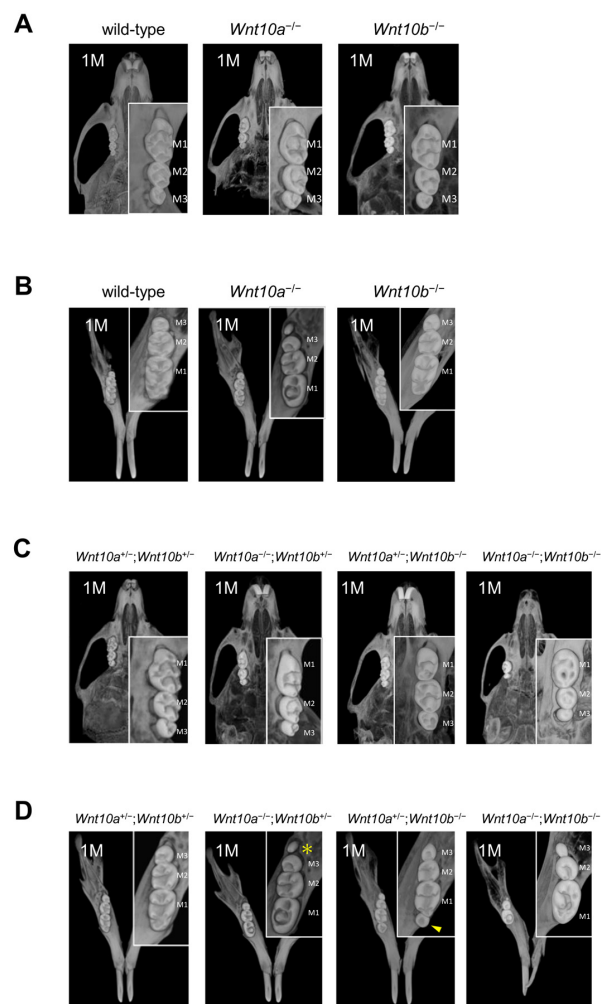 A
wild-type Wnt10a−/− Wnt10b−/−
1M 1M 1M
M1 M1 M1
M2 M2 M2
M3 M3 M3
B
wild-type Wnt10a−/− Wnt10b−/−
1M 1M 1M
M3 M3 M3
M2 M2 M2
M1 M1 M1
C
Wnt10a+/−;Wnt10b+/− Wnt10a−/−;Wnt10b+/− Wnt10a+/−;Wnt10b−/− Wnt10a−/−;Wnt10b−/−
1M 1M 1M 1M
M1 M1 M1 M1
M2 M2 M2 M2
M3 M3 M3 M3
D
Wnt10a+/−;Wnt10b+/− Wnt10a−/−;Wnt10b+/− Wnt10a+/−;Wnt10b−/− Wnt10a−/−;Wnt10b−/−
1M 1M * 1M 1M
M3 M3 M3 M3
M2 M2 M2 M2
M1 M1 M1 M1